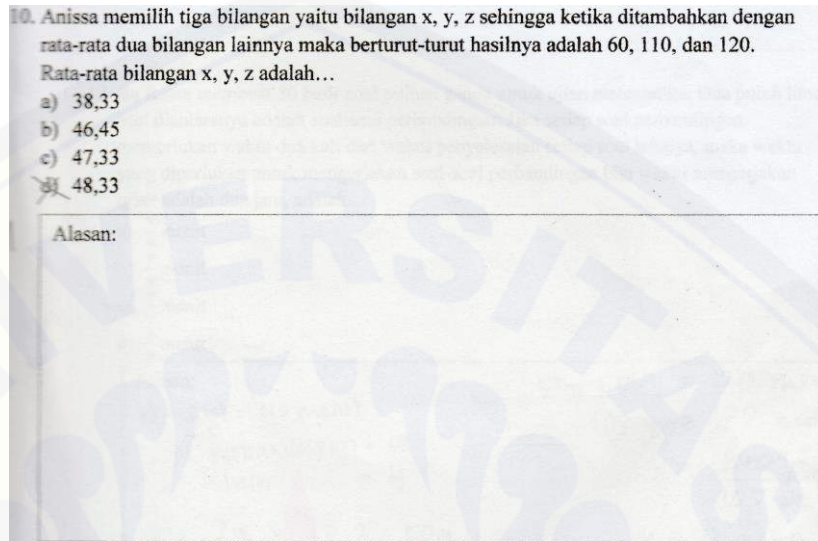 10. Anissa memilih tiga bilangan yaitu bilangan x, y, z sehingga ketika ditambahkan dengan
rata-rata dua bilangan lainnya maka berturut-turut hasilnya adalah 60, 110, dan 120.
Rata-rata bilangan x, y, z adalah…
a) 38,33
b) 46,45
c) 47,33
d) 48,33
Alasan: